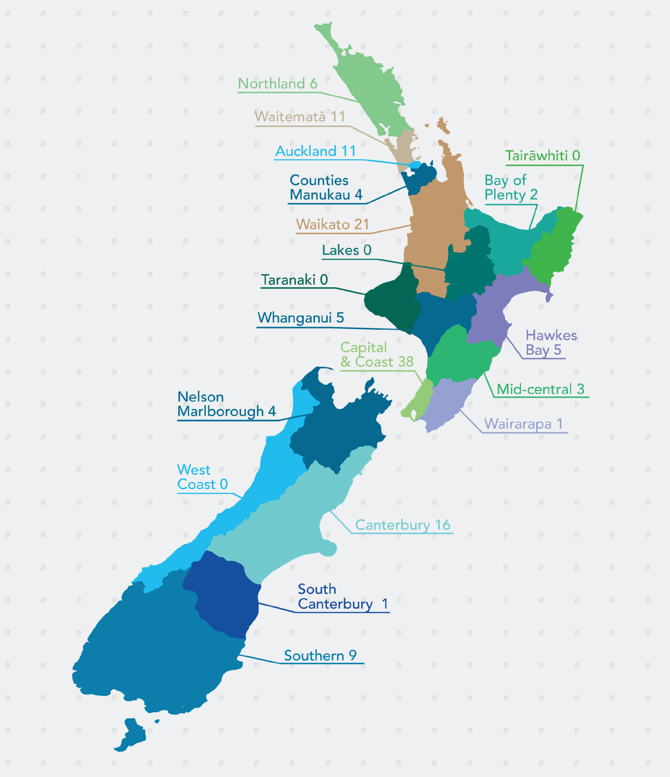 Northland 6
Waitematā 11
Auckland 11
Tairāwhiti 0
Counties
Manukau 4
Bay of
Plenty 2
Waikato 21
Lakes 0
Taranaki 0
Whanganui 5
Hawkes
Bay 5
Capital
& Coast 38
Mid-central 3
Nelson
Marlborough 4
Wairarapa 1
West
Coast 0
Canterbury 16
South
Canterbury 1
Southern 9